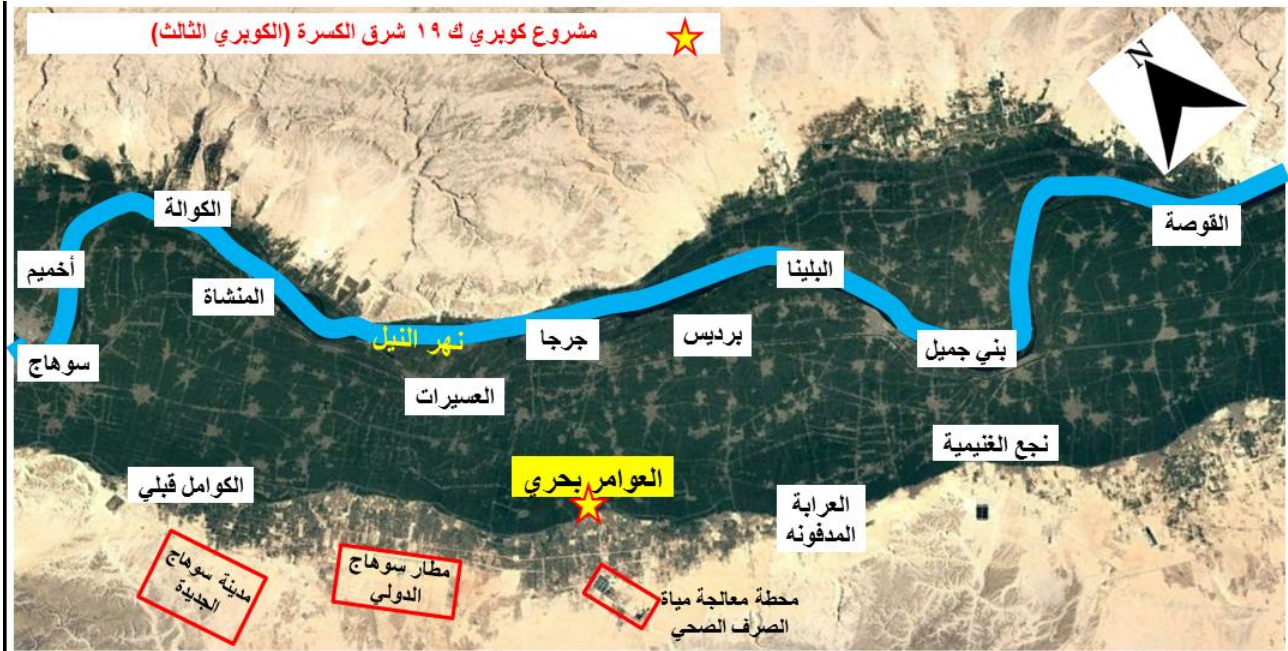 مشروع كوبري ك ١٩ شرق الكسرة (الكوبري الثالث)
N
الكوالة
القوصة
أخميم
المنشاة
البلينا
نهر النيل
جرجا
برديس
بني جميل
سوهاج
العسيرات
نجع الغنيمية
العوامر بحري
الكوامل قبلي
العرابة
المدفونه
مدينة سوهاج
الجديدة
مطار سوهاج
الدولي
محطة معالجة مياة
الصرف الصحي